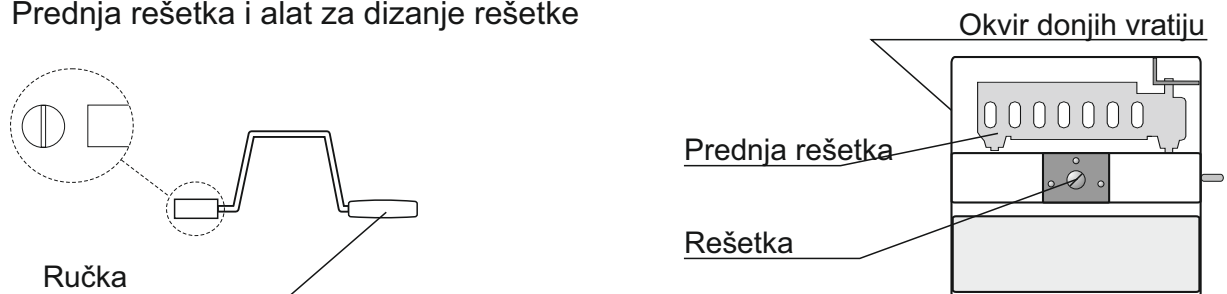 Prednja rešetka i alat za dizanje rešetke
Okvir donjih vratiju
Prednja rešetka
Rešetka
Ručka